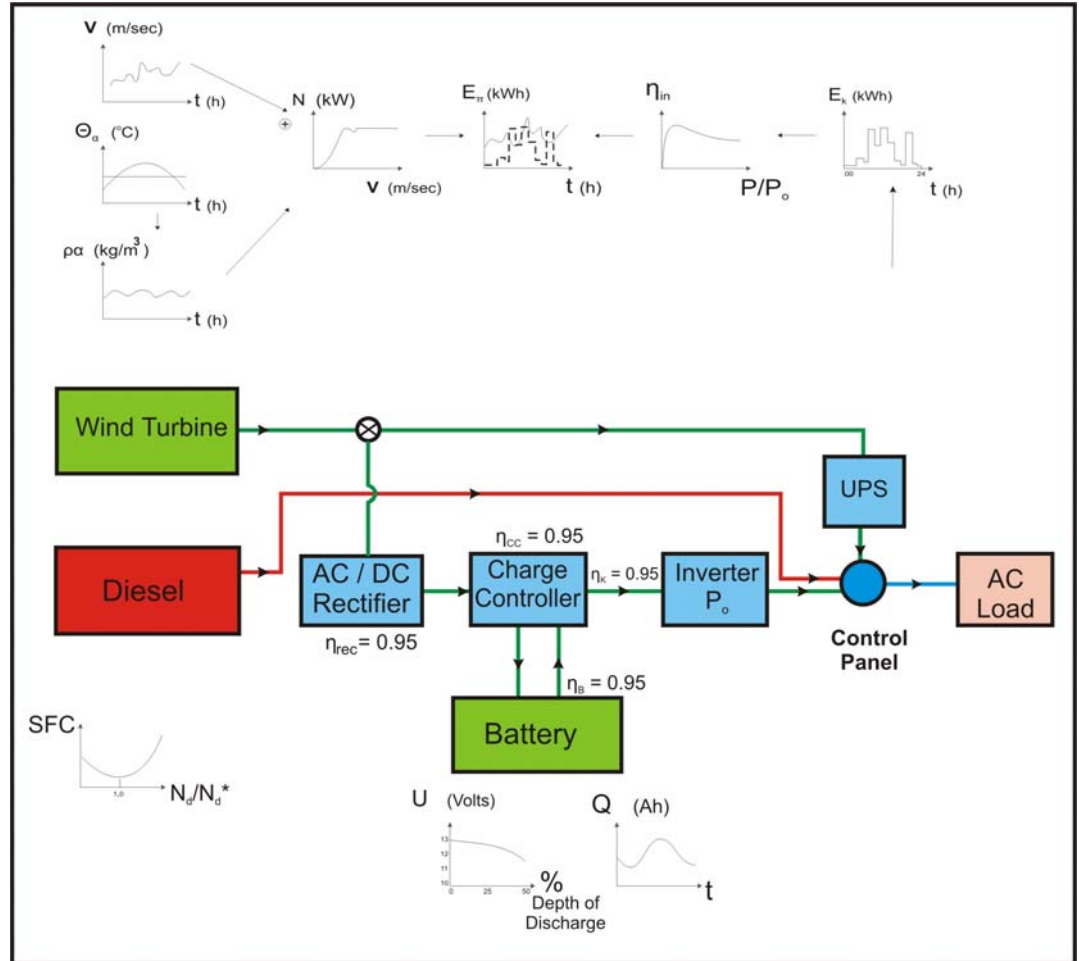 v (m/sec)
t (h)
Θα (°C)
t (h)
ρα (kg/m³)
t (h)
N (kW)
v (m/sec)
Eπ (kWh)
t (h)
ηin
P/Po
Ek (kWh)
00 24
t (h)
Wind Turbine
UPS
Diesel
AC / DC
Rectifier
ηrec = 0.95
ηCC = 0.95
Charge
Controller
ηK = 0.95
Inverter
Po
Control
Panel
AC
Load
ηB = 0.95
Battery
SFC
1,0
Nd/Nd*
U (Volts)
13
12
11
10
0 25 50
%
Depth of
Discharge
Q (Ah)
t